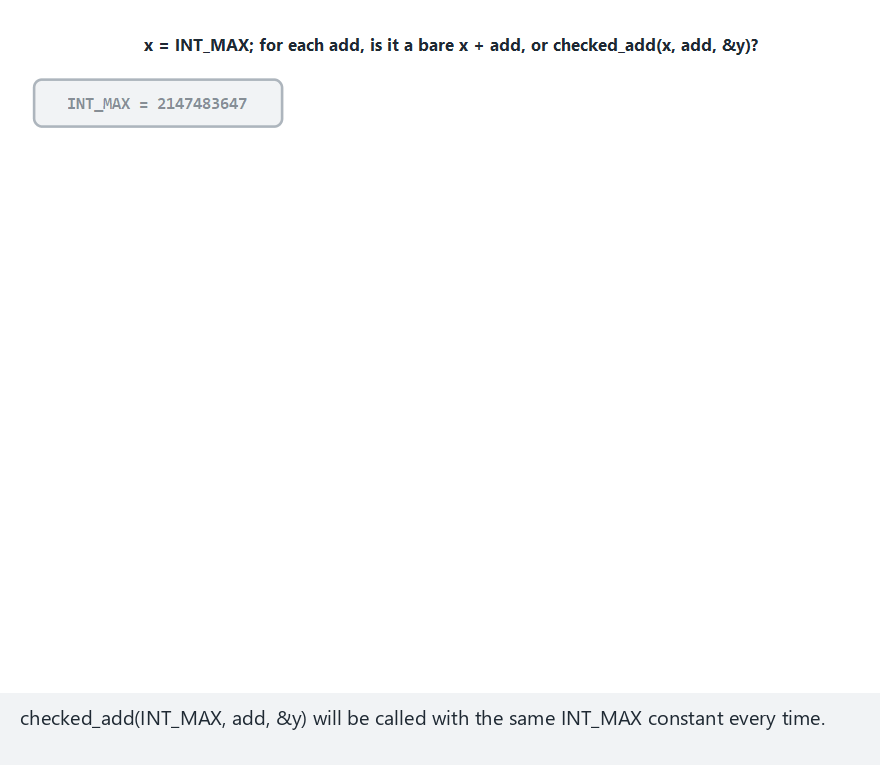 x = INT_MAX; for each add, is it a bare x + add, or checked_add(x, add, &y)?
INT_MAX = 2147483647
checked_add(INT_MAX, add, &y) will be called with the same INT_MAX constant every time.